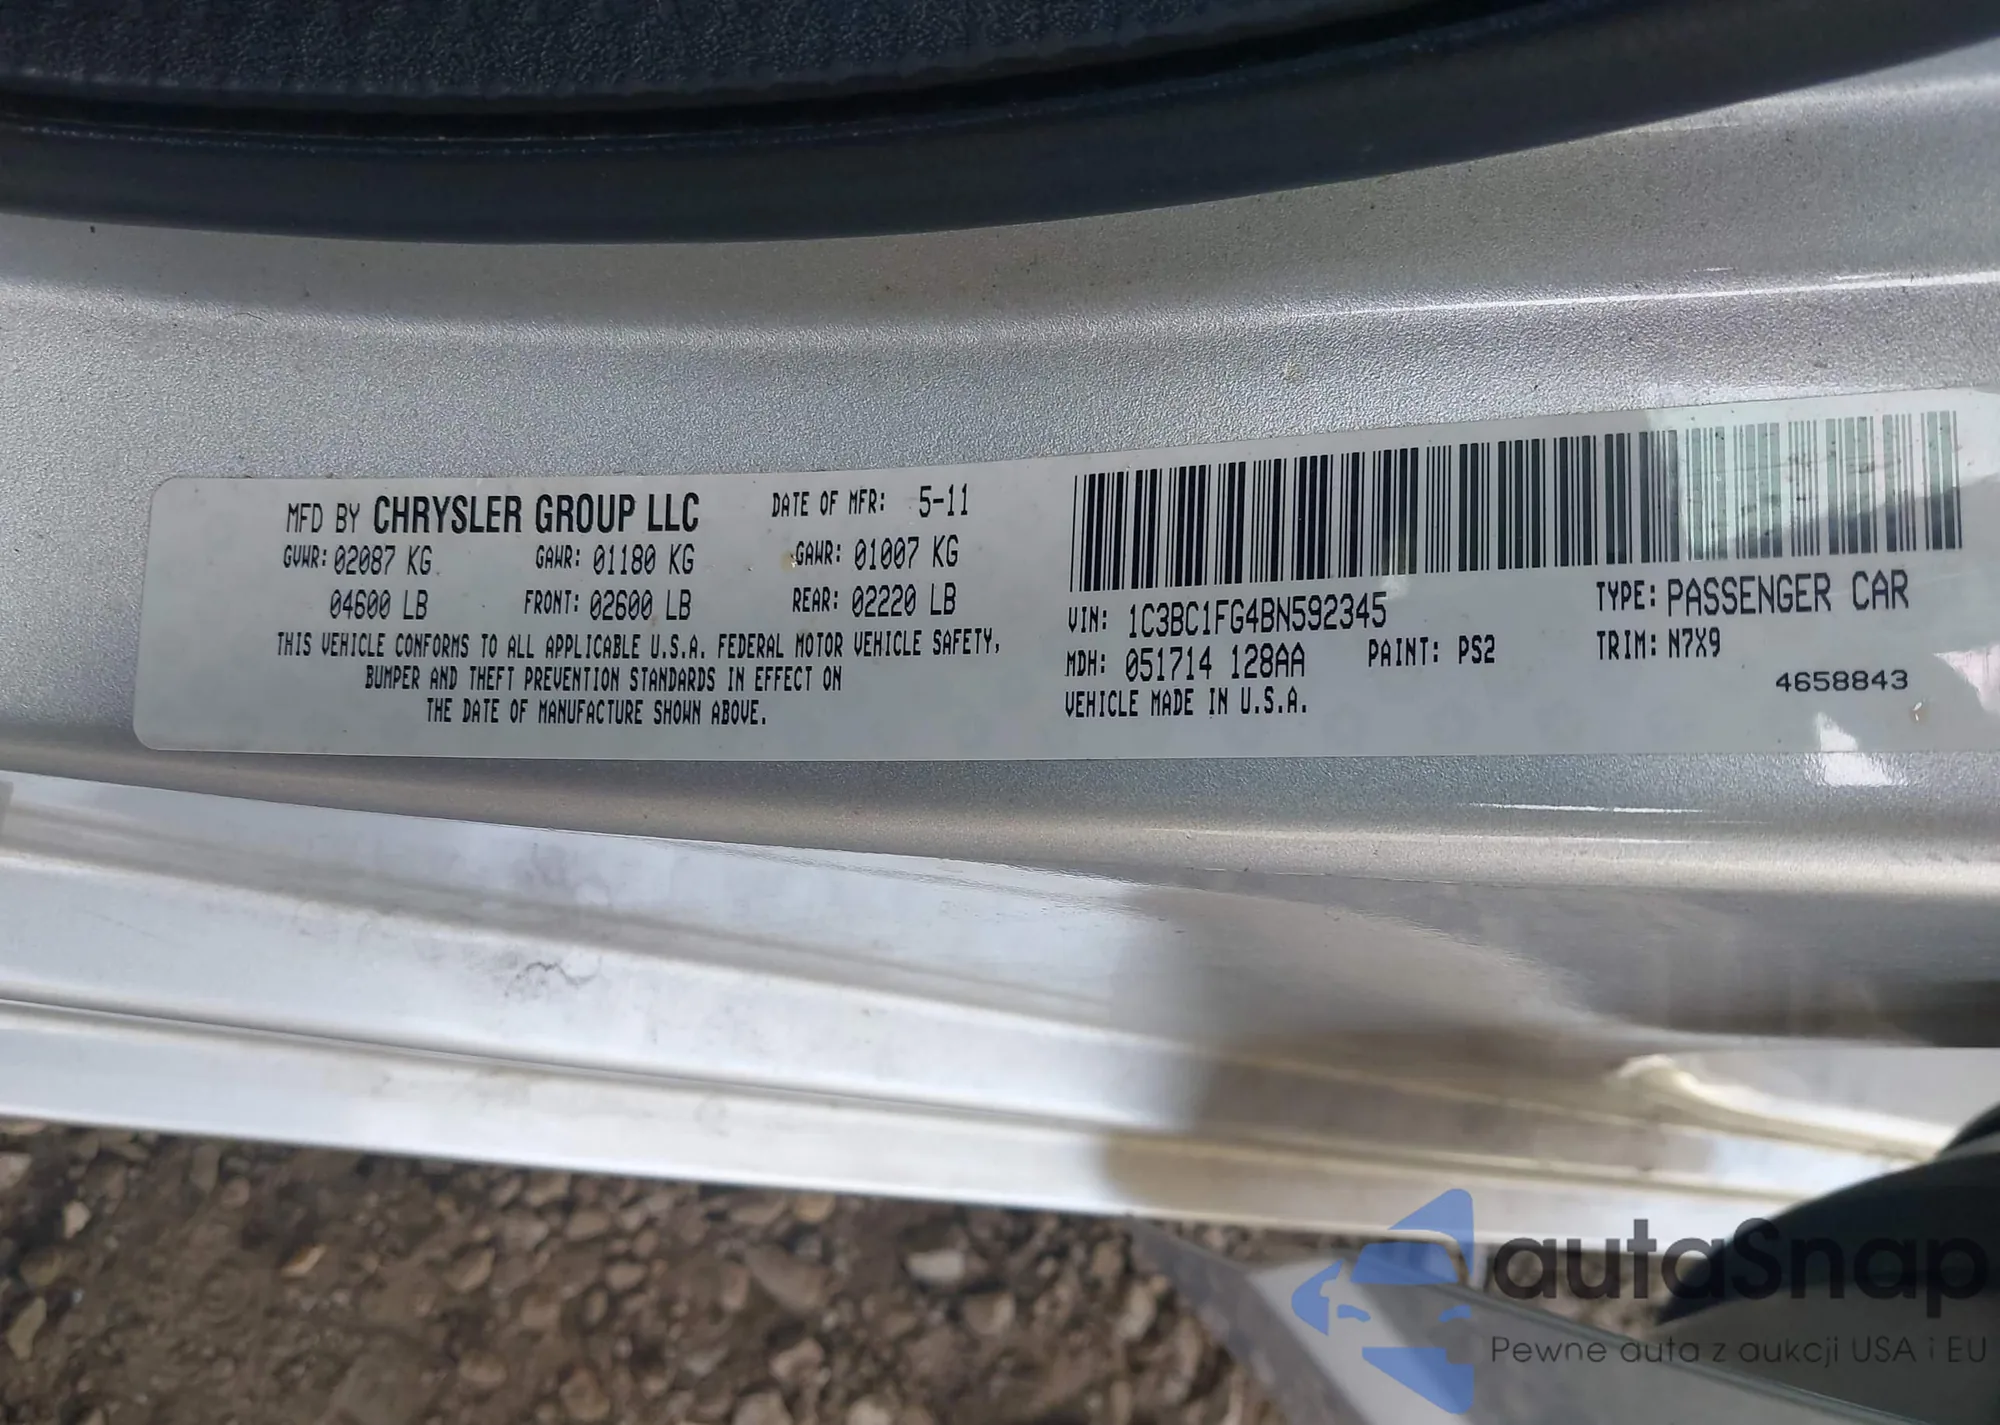 MFD BY CHRYSLER GROUP LLC DATE OF MFR: 5-11
GVWR: 02087 KG GAWR: 01180 KG GAWR: 01007 KG
04600 LB FRONT: 02600 LB REAR: 02220 LB
THIS VEHICLE CONFORMS TO ALL APPLICABLE U.S.A. FEDERAL MOTOR VEHICLE SAFETY,
BUMPER AND THEFT PREVENTION STANDARDS IN EFFECT ON
THE DATE OF MANUFACTURE SHOWN ABOVE.
VIN: 1C3BC1FG4BN592345 TYPE: PASSENGER CAR
MDH: 051714 128AA PAINT: PS2 TRIM: N7X9
VEHICLE MADE IN U.S.A. 4658843
autaSnap
Pewne auta z aukcji USA i EU